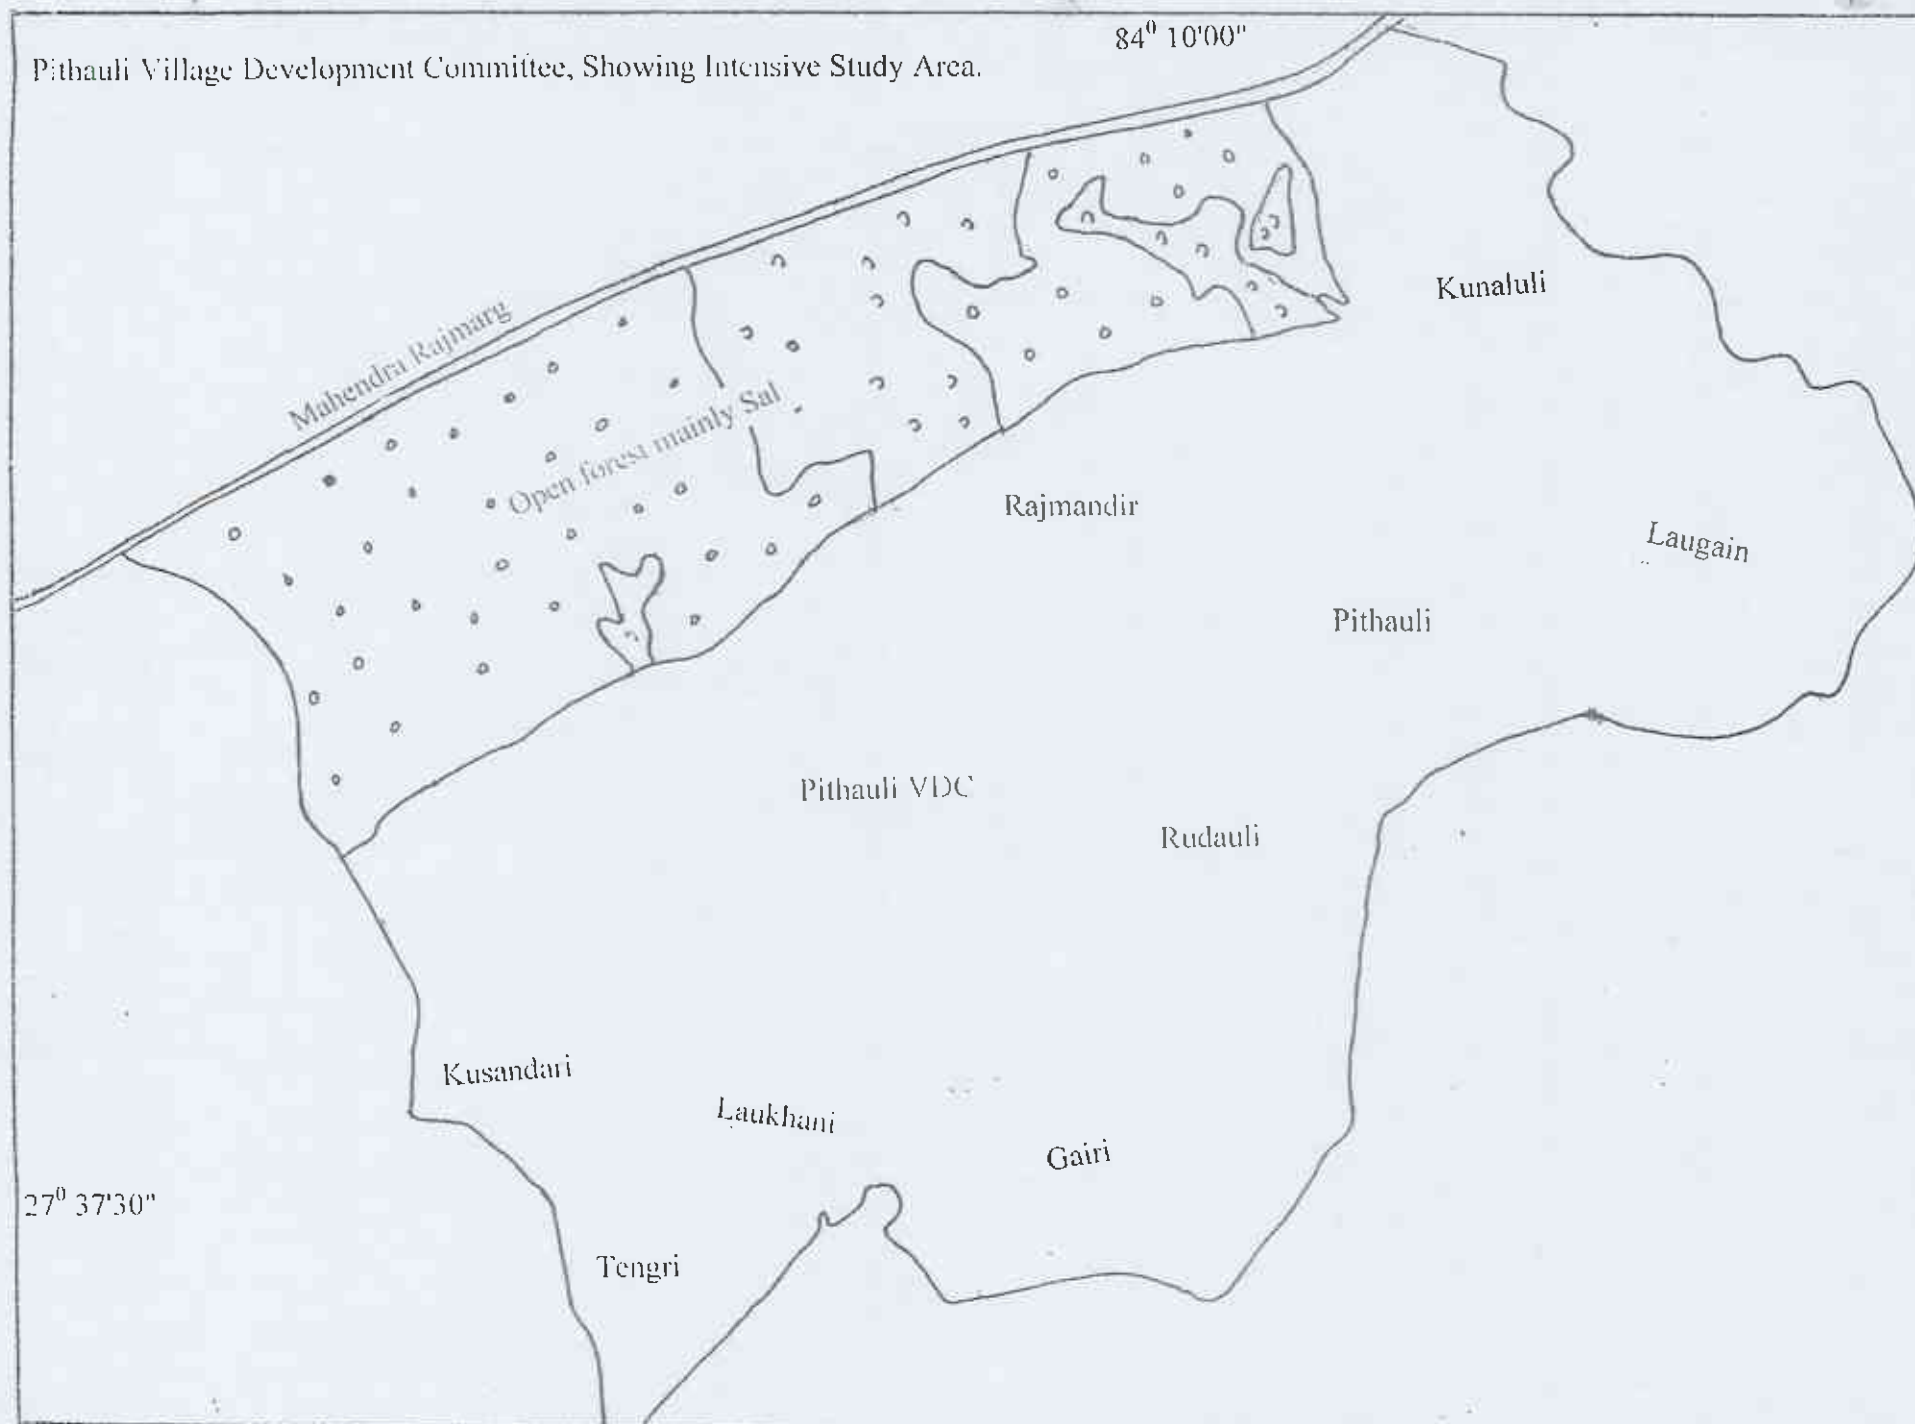 84⁰ 10'00"
Pithauli Village Development Committee, Showing Intensive Study Area.
Kunaluli
Mahendra Rajmarg
Open forest mainly Sal
Rajmandir
Laugain
Pithauli
Pithauli VDC
Rudauli
Kusandari
Laukhani
Gairi
27⁰ 37'30"
Tengri